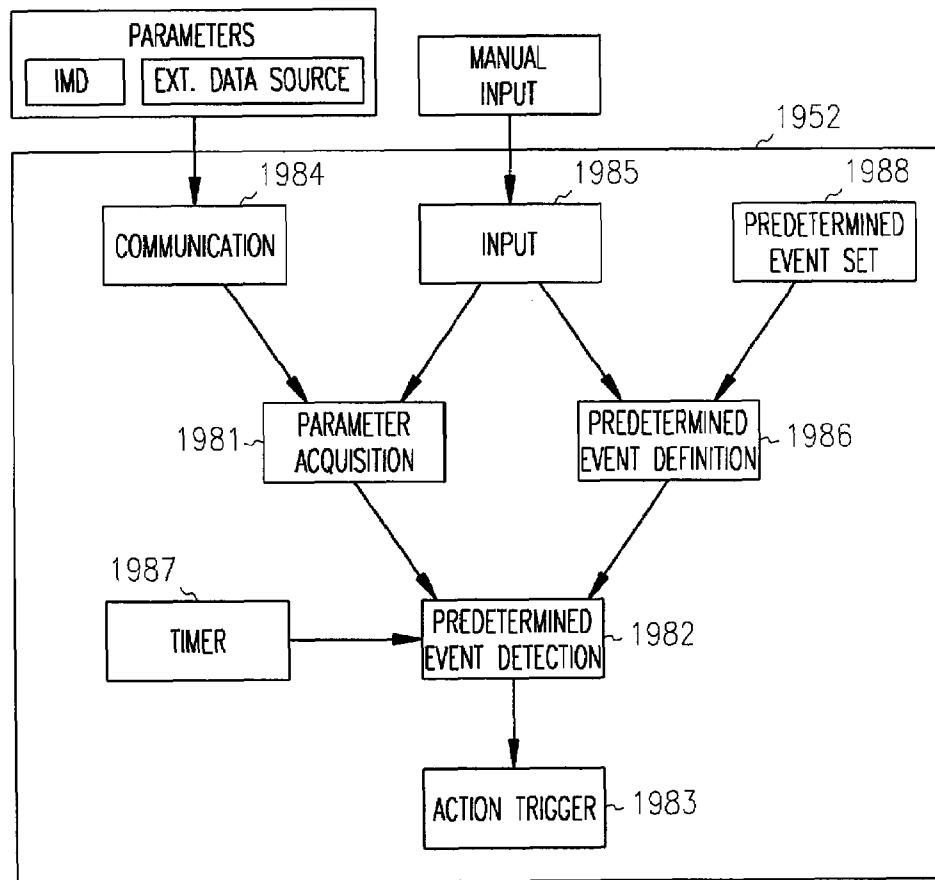 PARAMETERS
IMD
EXT. DATA SOURCE
MANUAL
INPUT
1952
1984
1985
1988
COMMUNICATION
INPUT
PREDETERMINED
EVENT SET
1981
PARAMETER
ACQUISITION
PREDETERMINED
EVENT DEFINITION
1986
1987
TIMER
PREDETERMINED
EVENT DETECTION
1982
ACTION TRIGGER
1983